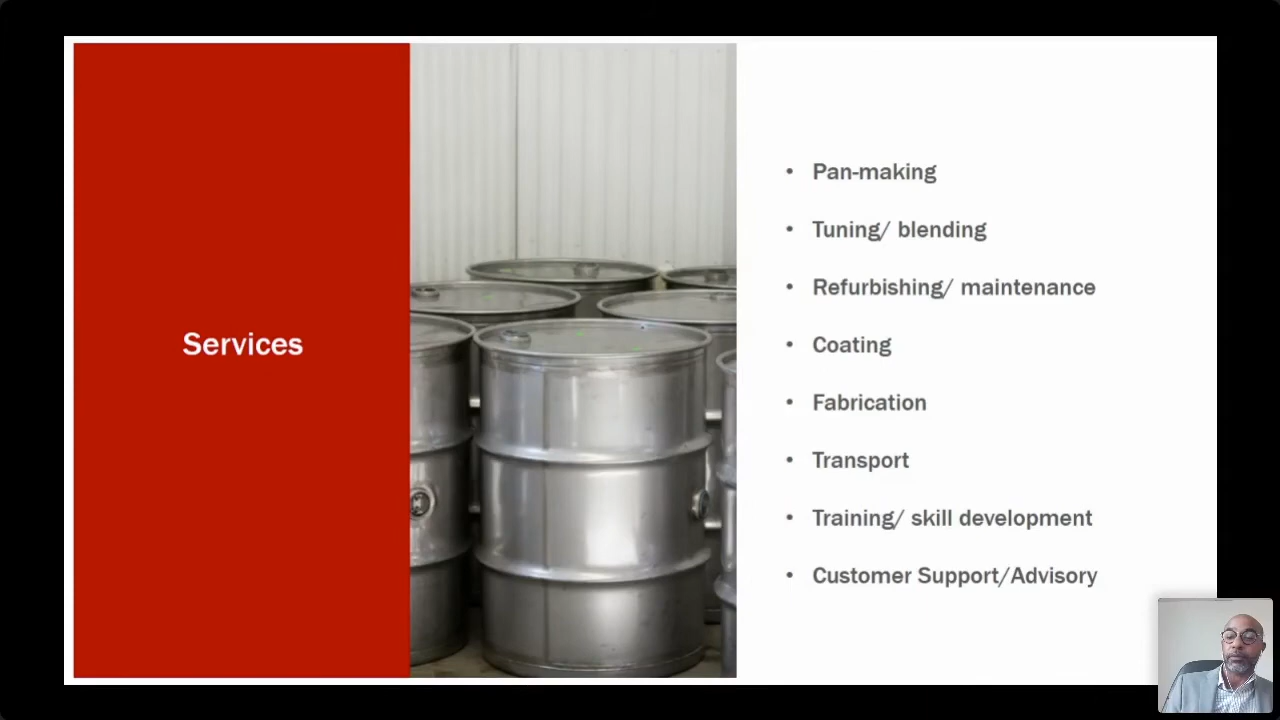 Services
• Pan-making
• Tuning/ blending
• Refurbishing/ maintenance
• Coating
• Fabrication
• Transport
• Training/ skill development
• Customer Support/Advisory